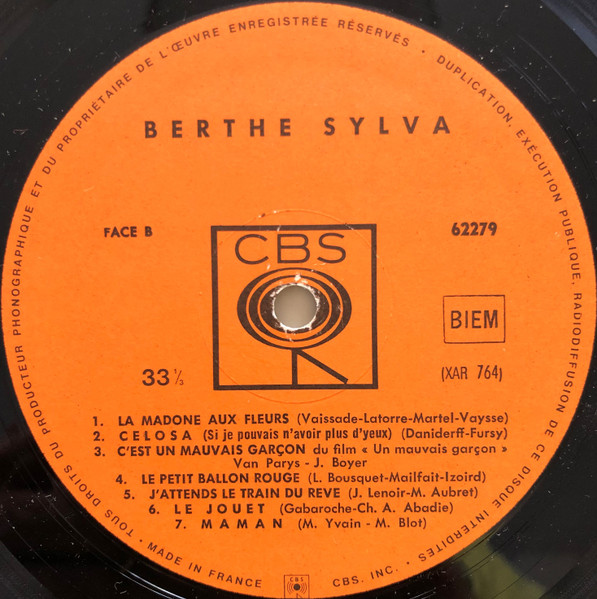 BERTHE SYLVA
FACE B
CBS
62279
BIEM
33 ⅓
(XAR 764)
1. LA MADONE AUX FLEURS (Vaissade-Latorre-Martel-Vaysse)
2. CELOSA (Si je pouvais n'avoir plus d'yeux) (Daniderff-Fursy)
3. C'EST UN MAUVAIS GARÇON du film « Un mauvais garçon »
Van Parys - J. Boyer
4. LE PETIT BALLON ROUGE (L. Bousquet-Mailfait-Izoird)
5. J'ATTENDS LE TRAIN DU REVE (J. Lenoir-M. Aubret)
6. LE JOUET (Gabaroche-Ch. A. Abadie)
7. MAMAN (M. Yvain - M. Blot)
• TOUS DROITS DU PRODUCTEUR PHONOGRAPHIQUE ET DU PROPRIÉTAIRE DE L'ŒUVRE ENREGISTRÉE RÉSERVÉS • DUPLICATION, EXÉCUTION PUBLIQUE, RADIODIFFUSION DE CE DISQUE INTERDITES •
MADE IN FRANCE
CBS
CBS. INC. •